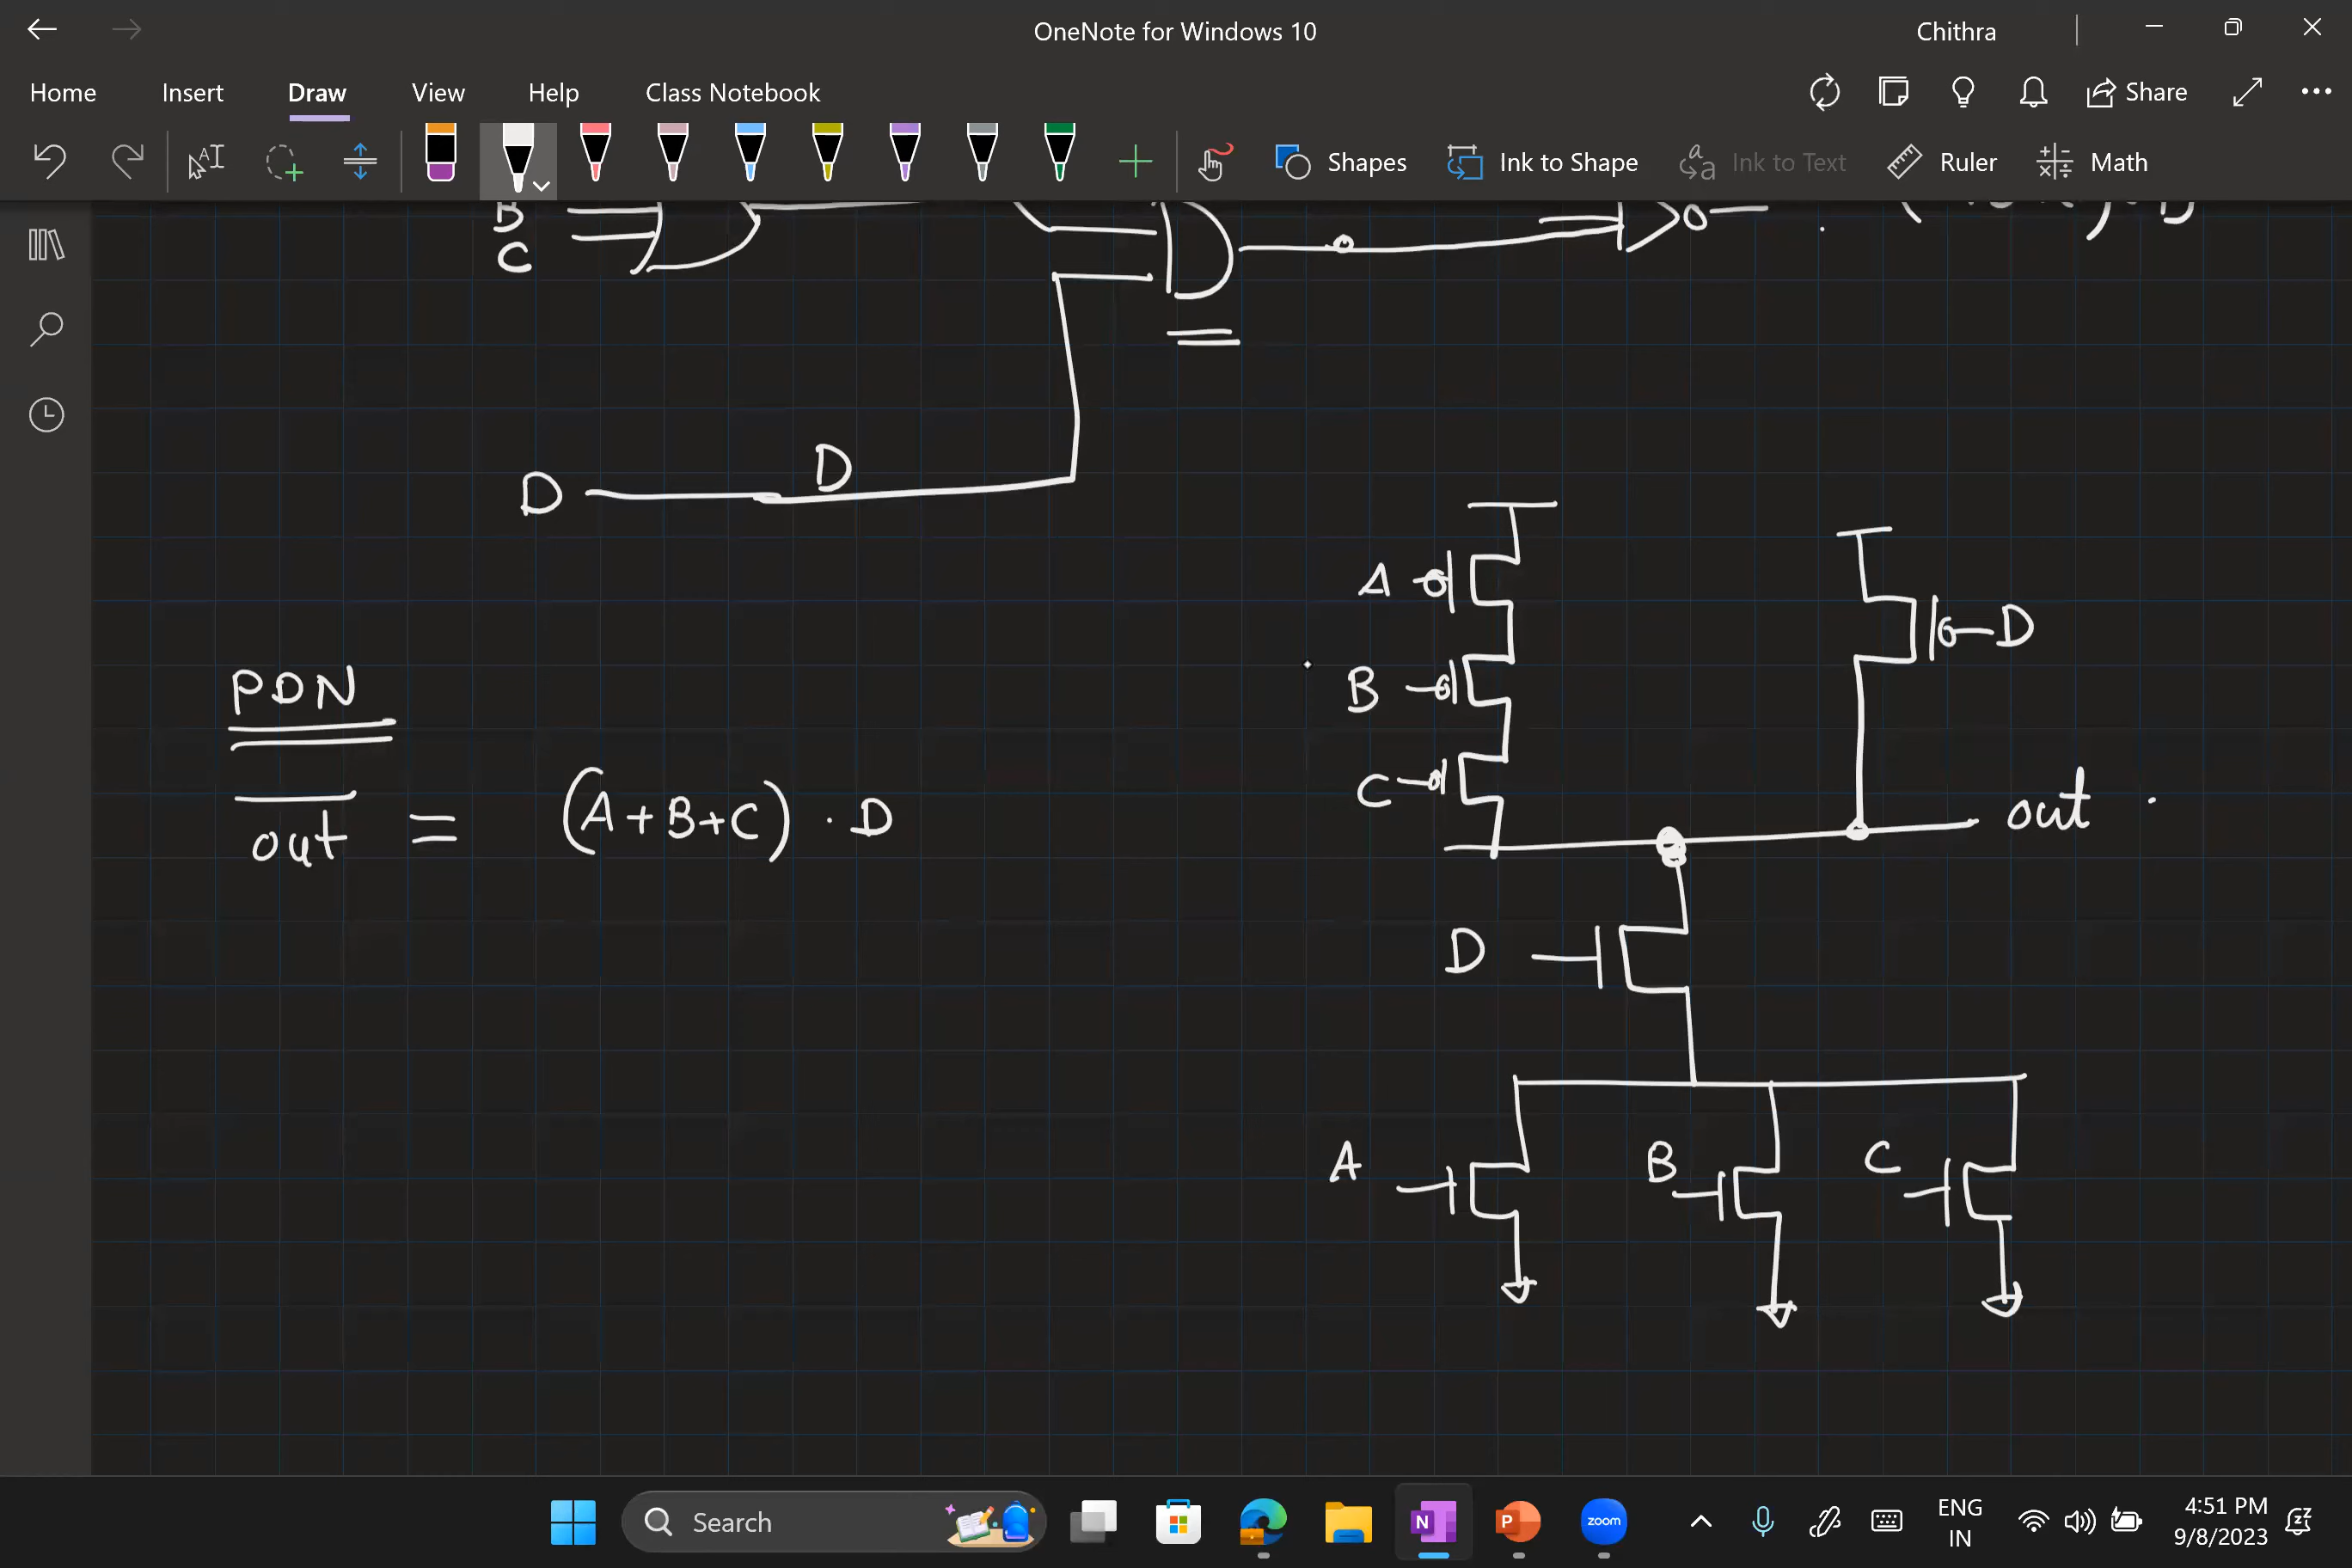 OneNote for Windows 10
Chithra
Home Insert Draw View Help Class Notebook
Share
Shapes Ink to Shape Ink to Text Ruler Math
B
C
D
D
A
B
C
D
PDN
out = (A+B+C) · D
out
D
A
B
C
Search
zoom
ENG
IN
4:51 PM
9/8/2023